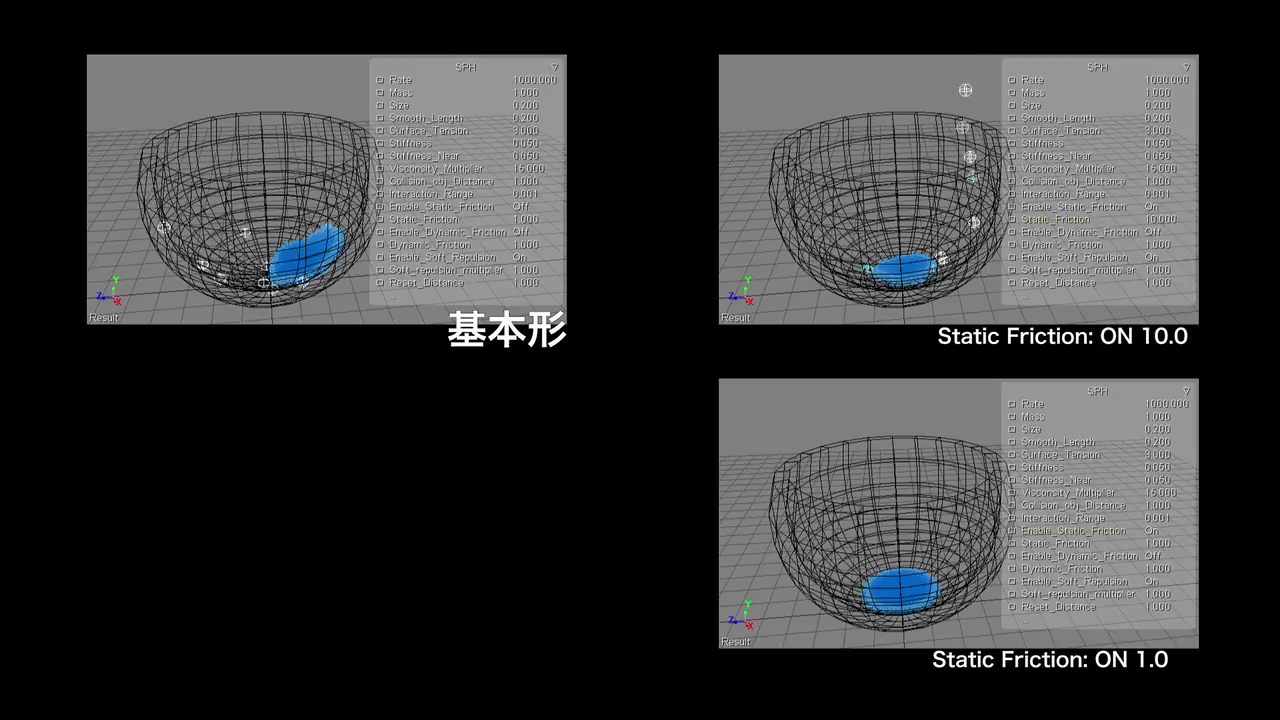 SPH
Rate 1000.000
Mass 1.000
Size 0.200
Smooth_Length 0.200
Surface_Tension 3.000
Stiffness 0.050
Stiffness_Near 0.050
Viscosity_Multiplier 15.000
Collision_obj_Distance 1.000
Interaction_Range 0.001
Enable_Static_Friction Off
Static_Friction 1.000
Enable_Dynamic_Friction Off
Dynamic_Friction 1.000
Enable_Soft_Repulsion On
Soft_repulsion_multiplier 1.000
Reset_Distance 1.000
...
Y
Z
X
Result
基本形
SPH
Rate 1000.000
Mass 1.000
Size 0.200
Smooth_Length 0.200
Surface_Tension 3.000
Stiffness 0.050
Stiffness_Near 0.050
Viscosity_Multiplier 15.000
Collision_obj_Distance 1.000
Interaction_Range 0.001
Enable_Static_Friction On
Static_Friction 10.000
Enable_Dynamic_Friction Off
Dynamic_Friction 1.000
Enable_Soft_Repulsion On
Soft_repulsion_multiplier 1.000
Reset_Distance 1.000
...
Y
Z
X
Result
Static Friction: ON 10.0
SPH
Rate 1000.000
Mass 1.000
Size 0.200
Smooth_Length 0.200
Surface_Tension 3.000
Stiffness 0.050
Stiffness_Near 0.050
Viscosity_Multiplier 15.000
Collision_obj_Distance 1.000
Interaction_Range 0.001
Enable_Static_Friction On
Static_Friction 1.000
Enable_Dynamic_Friction Off
Dynamic_Friction 1.000
Enable_Soft_Repulsion On
Soft_repulsion_multiplier 1.000
Reset_Distance 1.000
...
Y
Z
X
Result
Static Friction: ON 1.0